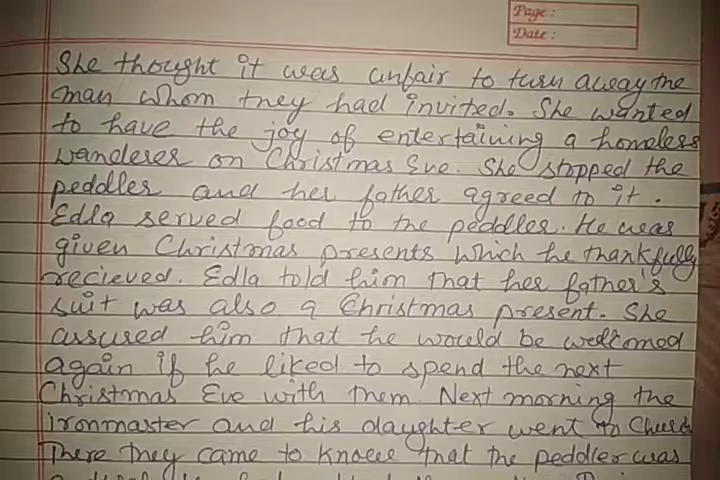 Page :
Date :
She thought it was unfair to turn away the
man whom they had invited. She wanted
to have the joy of entertaining a homeless
wanderer on Christmas Eve. She stopped the
peddler and her father agreed to it.
Edla served food to the peddler. He was
given Christmas presents which he thankfully
recieved. Edla told him that her father's
suit was also a Christmas present. She
assured him that he would be welcomed
again if he liked to spend the next
Christmas Eve with them. Next morning the
ironmaster and his daughter went to
There they came to know that the peddler was